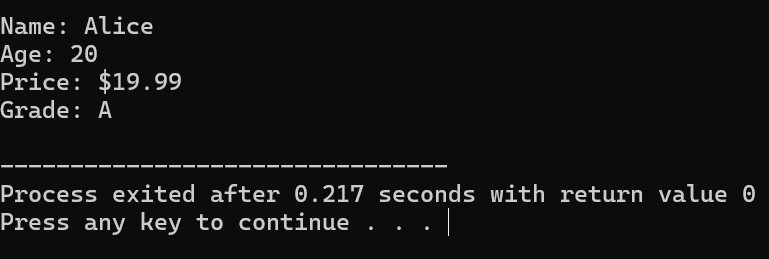 Name: Alice
Age: 20
Price: $19.99
Grade: A
--------------------------------
Process exited after 0.217 seconds with return value 0
Press any key to continue . . .